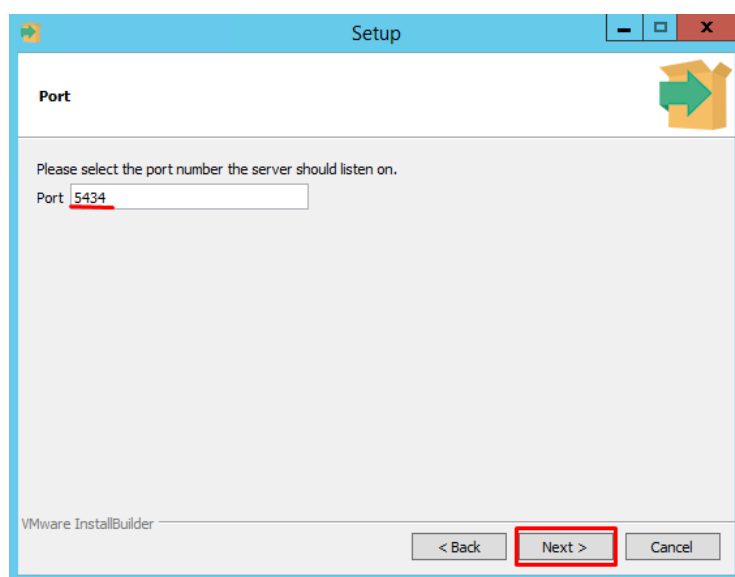 Setup
Port
Please select the port number the server should listen on.
Port 5434
VMware InstallBuilder
< Back Next > Cancel